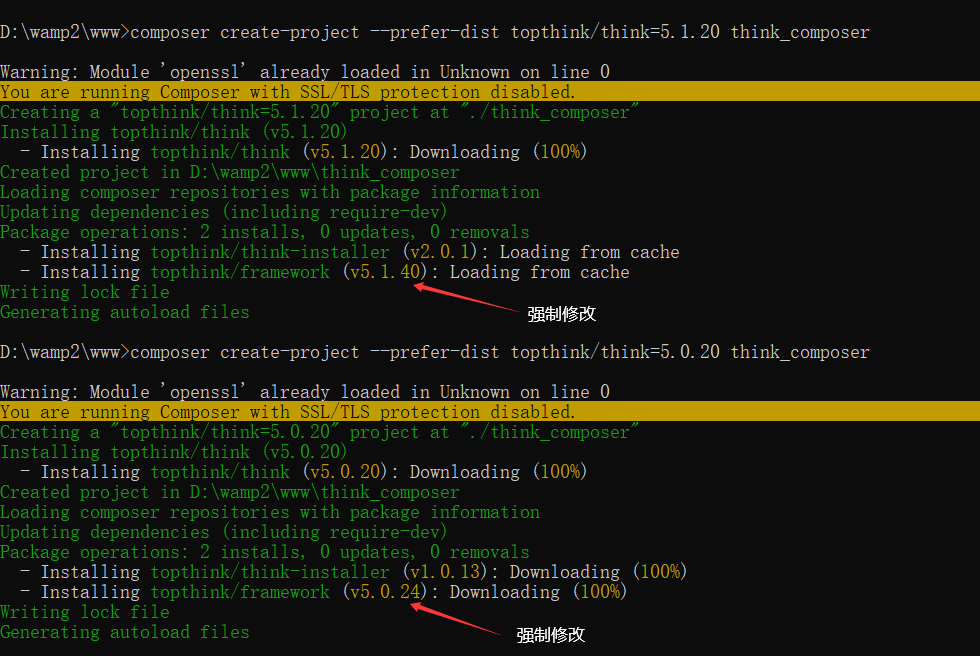 D:\wamp2\www>composer create-project --prefer-dist topthink/think=5.1.20 think_composer
Warning: Module 'openssl' already loaded in Unknown on line 0
You are running Composer with SSL/TLS protection disabled.
Creating a "topthink/think=5.1.20" project at "./think_composer"
Installing topthink/think (v5.1.20)
  - Installing topthink/think (v5.1.20): Downloading (100%)
Created project in D:\wamp2\www\think_composer
Loading composer repositories with package information
Updating dependencies (including require-dev)
Package operations: 2 installs, 0 updates, 0 removals
  - Installing topthink/think-installer (v2.0.1): Loading from cache
  - Installing topthink/framework (v5.1.40): Loading from cache
Writing lock file
Generating autoload files
强制修改
D:\wamp2\www>composer create-project --prefer-dist topthink/think=5.0.20 think_composer
Warning: Module 'openssl' already loaded in Unknown on line 0
You are running Composer with SSL/TLS protection disabled.
Creating a "topthink/think=5.0.20" project at "./think_composer"
Installing topthink/think (v5.0.20)
  - Installing topthink/think (v5.0.20): Downloading (100%)
Created project in D:\wamp2\www\think_composer
Loading composer repositories with package information
Updating dependencies (including require-dev)
Package operations: 2 installs, 0 updates, 0 removals
  - Installing topthink/think-installer (v1.0.13): Downloading (100%)
  - Installing topthink/framework (v5.0.24): Downloading (100%)
Writing lock file
Generating autoload files
强制修改